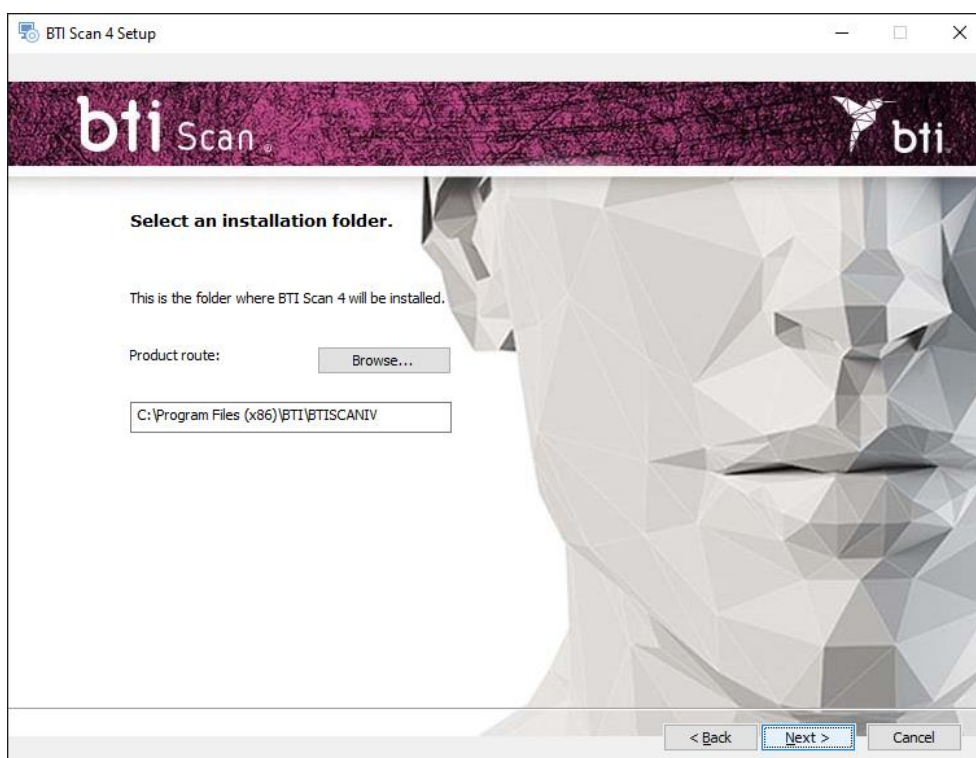 BTI Scan 4 Setup
bti Scan®
bti
Select an installation folder.
This is the folder where BTI Scan 4 will be installed.
Product route:
Browse...
C:\Program Files (x86)\BTI\BTISCANIV
< Back
Next >
Cancel